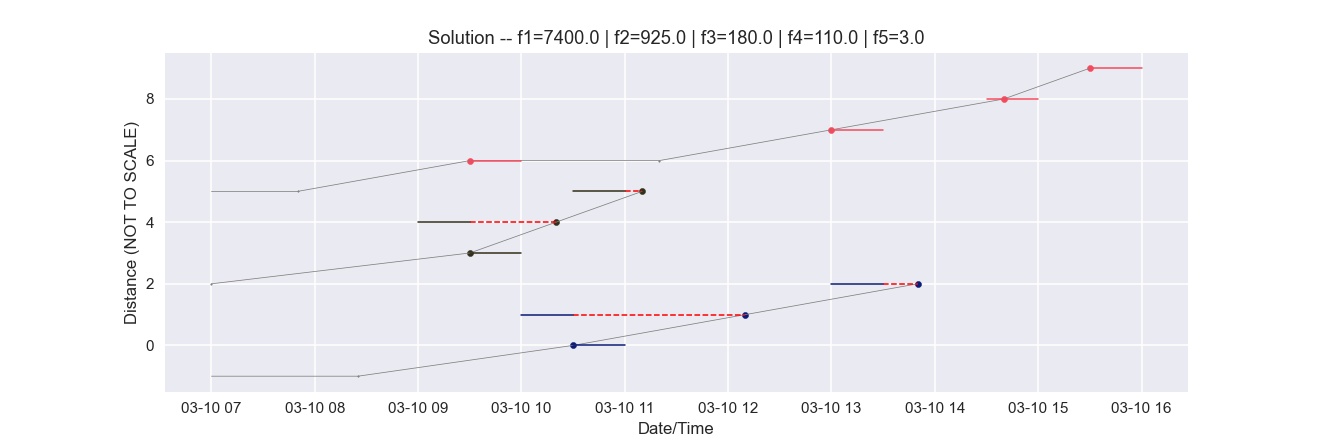 Solution -- f1=7400.0 | f2=925.0 | f3=180.0 | f4=110.0 | f5=3.0
Distance (NOT TO SCALE)
8
6
4
2
0
03-10 07 03-10 08 03-10 09 03-10 10 03-10 11 03-10 12 03-10 13 03-10 14 03-10 15 03-10 16
Date/Time